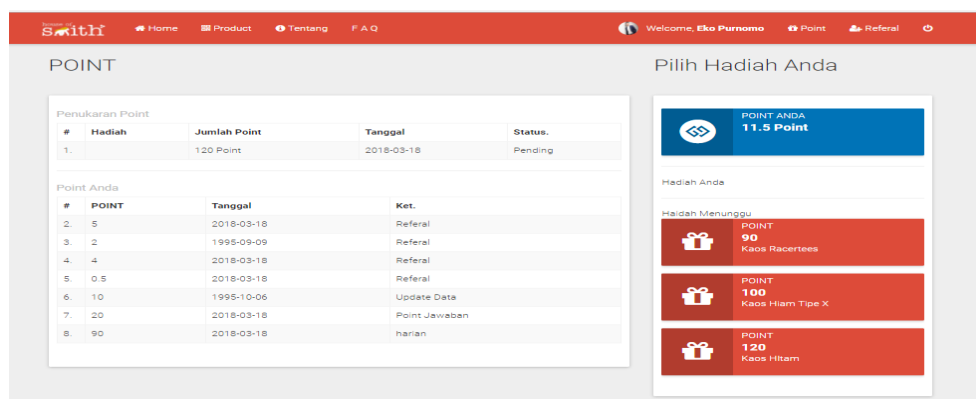 house of
smith
Home Product Tentang F A Q Welcome, Eko Purnomo Point Referal
POINT
Penukaran Point
# Hadiah Jumlah Point Tanggal Status.
1. 120 Point 2018-03-18 Pending
Point Anda
# POINT Tanggal Ket.
2. 5 2018-03-18 Referal
3. 2 1995-09-09 Referal
4. 4 2018-03-18 Referal
5. 0.5 2018-03-18 Referal
6. 10 1995-10-06 Update Data
7. 20 2018-03-18 Point Jawaban
8. 90 2018-03-18 harian
Pilih Hadiah Anda
POINT ANDA
11.5 Point
Hadiah Anda
Haidah Menunggu
POINT
90
Kaos Racertees
POINT
100
Kaos Hiam Tipe X
POINT
120
Kaos HItam